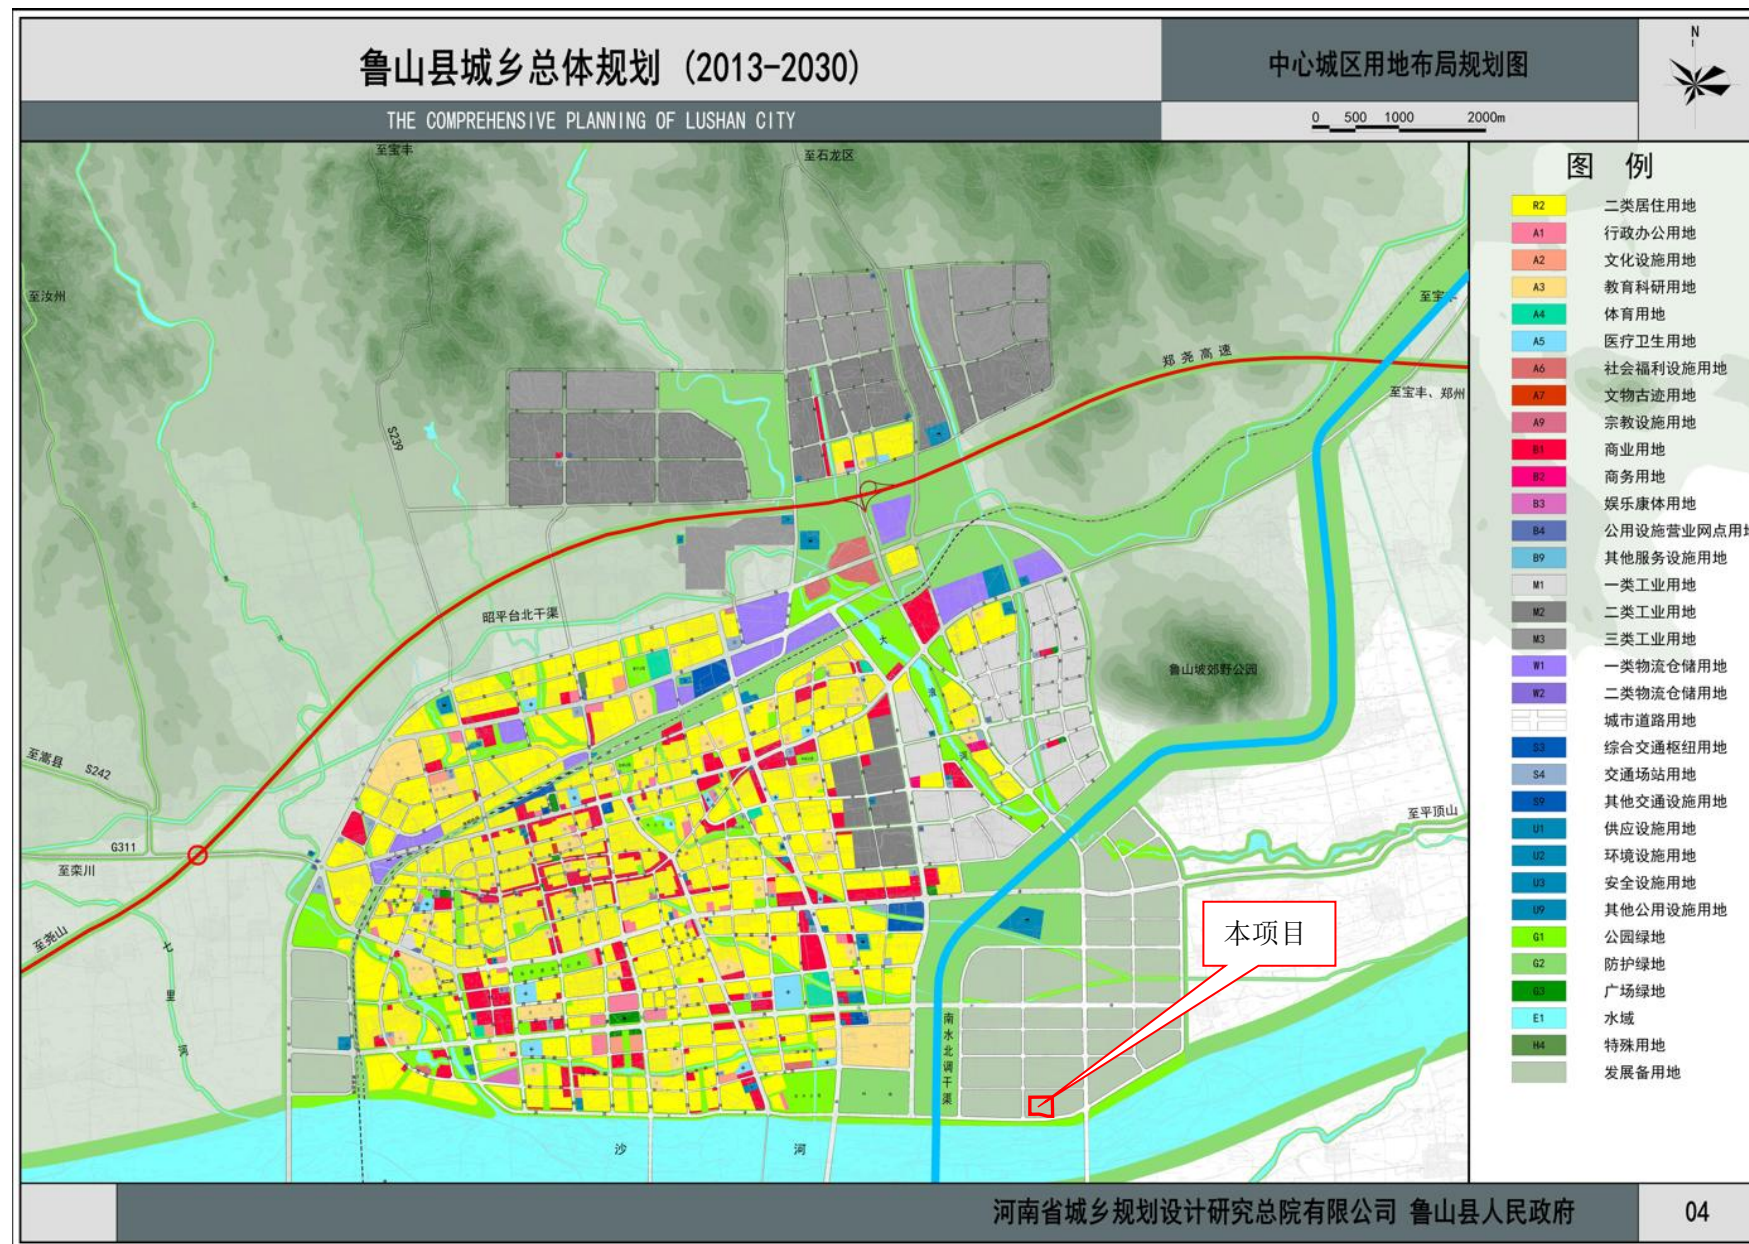 鲁山县城乡总体规划 (2013-2030)
THE COMPREHENSIVE PLANNING OF LUSHAN CITY
中心城区用地布局规划图
0 500 1000 2000m
N
至宝丰
至石龙区
至汝州
至宝丰
郑尧高速
至宝丰、郑州
S239
昭平台北干渠
大
浪
河
鲁山坡郊野公园
至嵩县
S242
G311
至栾川
至尧山
七
里
河
至平顶山
本项目
南水北调干渠
沙
河
图 例
R2 二类居住用地
A1 行政办公用地
A2 文化设施用地
A3 教育科研用地
A4 体育用地
A5 医疗卫生用地
A6 社会福利设施用地
A7 文物古迹用地
A9 宗教设施用地
B1 商业用地
B2 商务用地
B3 娱乐康体用地
B4 公用设施营业网点用地
B9 其他服务设施用地
M1 一类工业用地
M2 二类工业用地
M3 三类工业用地
W1 一类物流仓储用地
W2 二类物流仓储用地
城市道路用地
S3 综合交通枢纽用地
S4 交通场站用地
S9 其他交通设施用地
U1 供应设施用地
U2 环境设施用地
U3 安全设施用地
U9 其他公用设施用地
G1 公园绿地
G2 防护绿地
G3 广场绿地
E1 水域
H4 特殊用地
发展备用地
河南省城乡规划设计研究总院有限公司 鲁山县人民政府
04